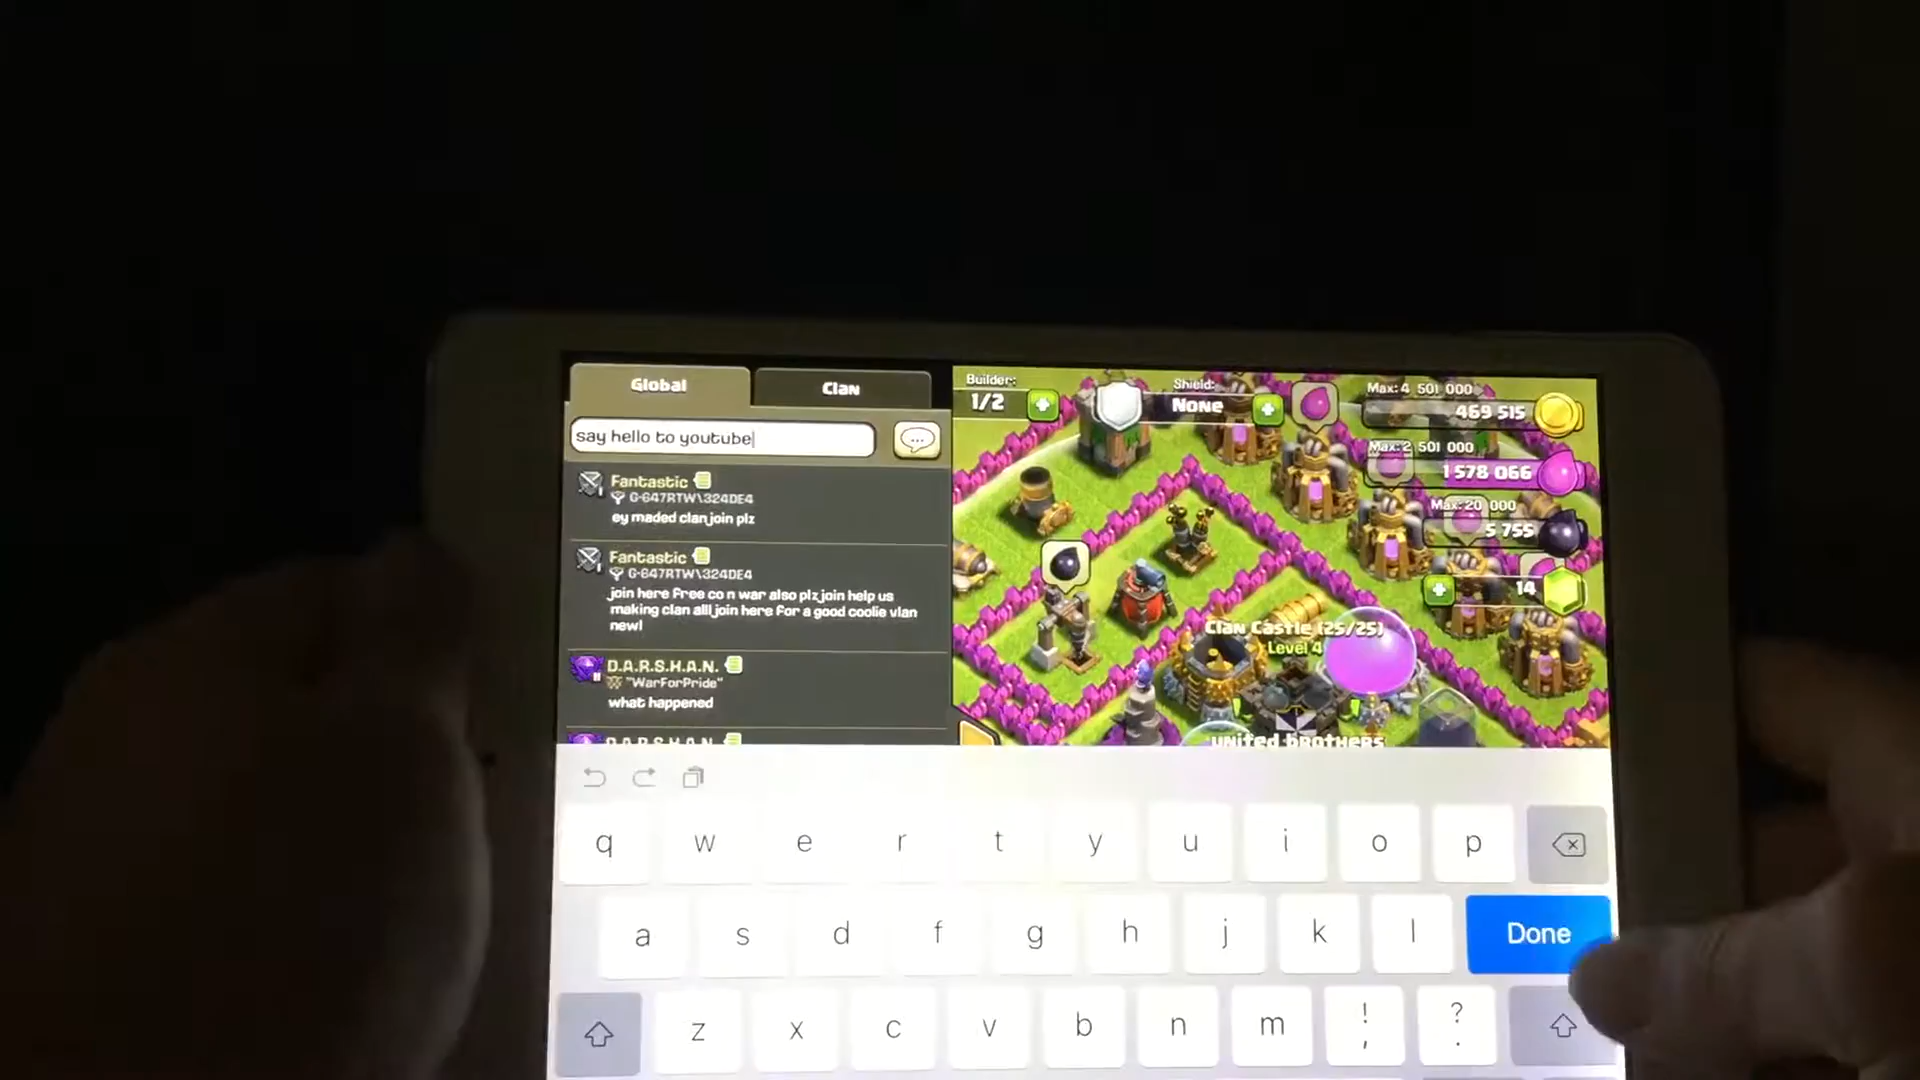 Global
Clan
say hello to youtube
Fantastic
G-647RTW\324DE4
ey maded clan join plz
Fantastic
G-647RTW\324DE4
join here free co n war also plz join help us
making clan alll join here for a good coolie vlan
new!
D.A.R.S.H.A.N.
"WarForPride"
what happened
D.A.R.S.H.A.N.
Builder:
1/2
Shield:
None
Max: 4 501 000
469 515
Max: 2 501 000
1 578 066
Max: 20 000
5 755
14
Clan Castle (25/25)
Level 4
united brothers
q w e r t y u i o p
a s d f g h j k l Done
z x c v b n m ! , ? .